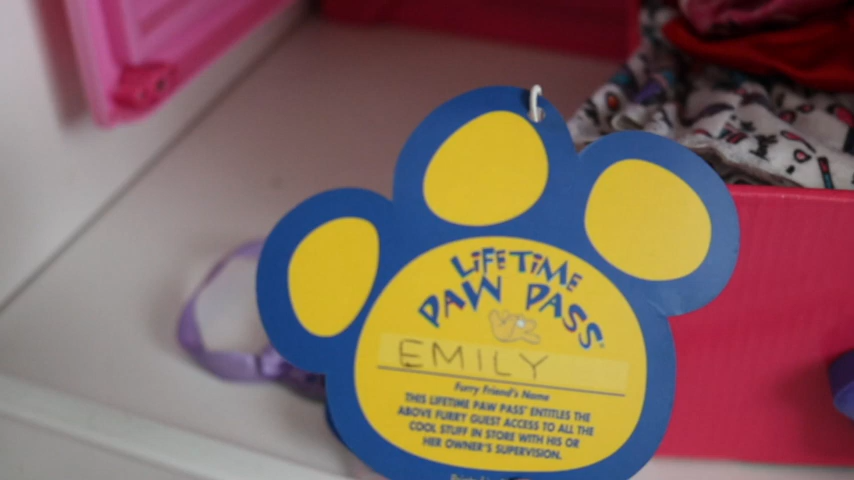 LIFETIME
PAW PASS®
EMILY
Furry Friend's Name
THIS LIFETIME PAW PASS® ENTITLES THE
ABOVE FURRY GUEST ACCESS TO ALL THE
COOL STUFF IN STORE WITH HIS OR
HER OWNER'S SUPERVISION.